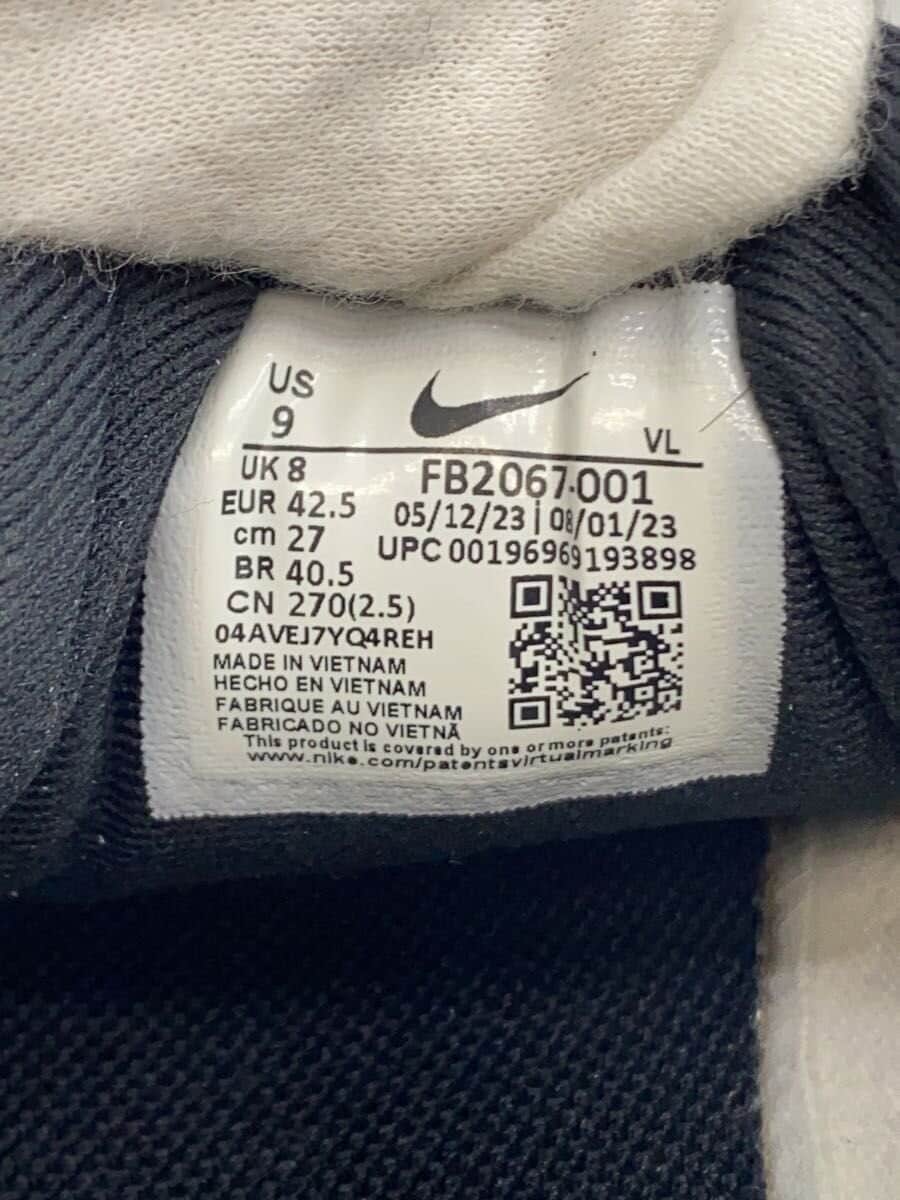 US
9
VL
UK 8
FB2067-001
EUR 42.5
05/12/23 | 08/01/23
cm 27
UPC 00196969193898
BR 40.5
CN 270(2.5)
04AVEJ7YQ4REH
MADE IN VIETNAM
HECHO EN VIETNAM
FABRIQUE AU VIETNAM
FABRICADO NO VIETNÃ
This product is covered by one or more patents:
www.nike.com/patentsvirtualmarking